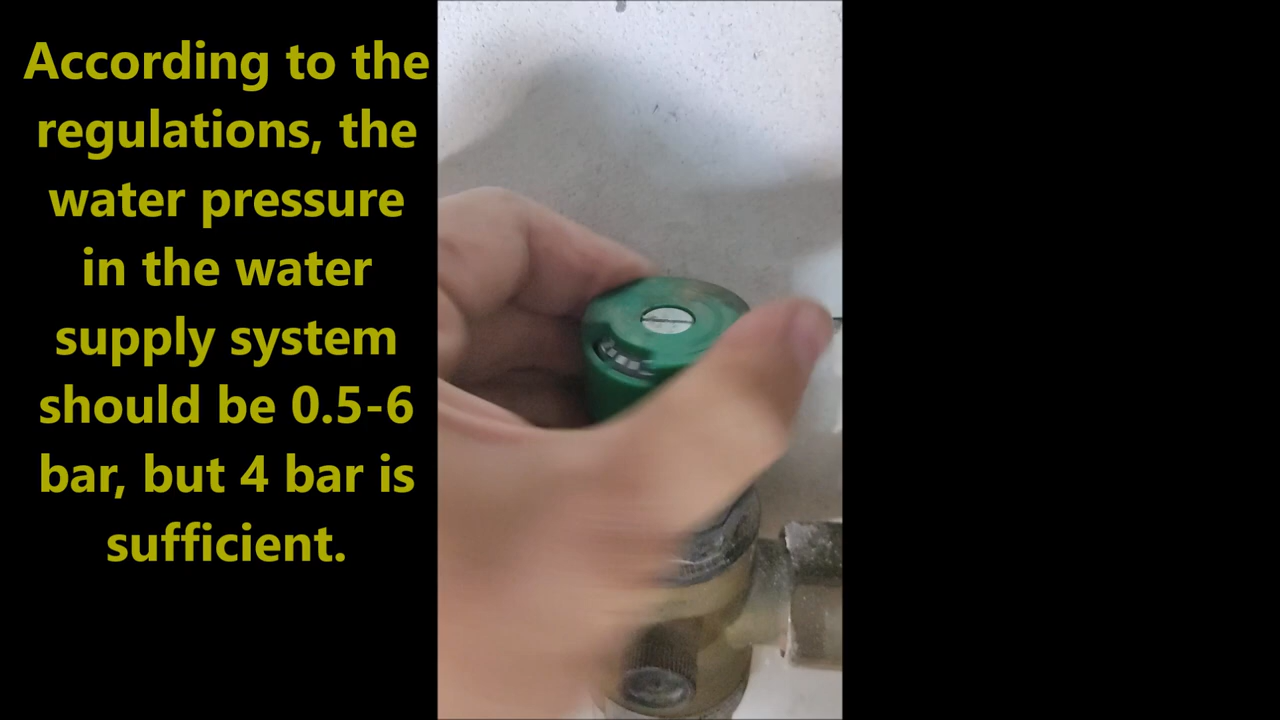 According to the
regulations, the
water pressure
in the water
supply system
should be 0.5-6
bar, but 4 bar is
sufficient.